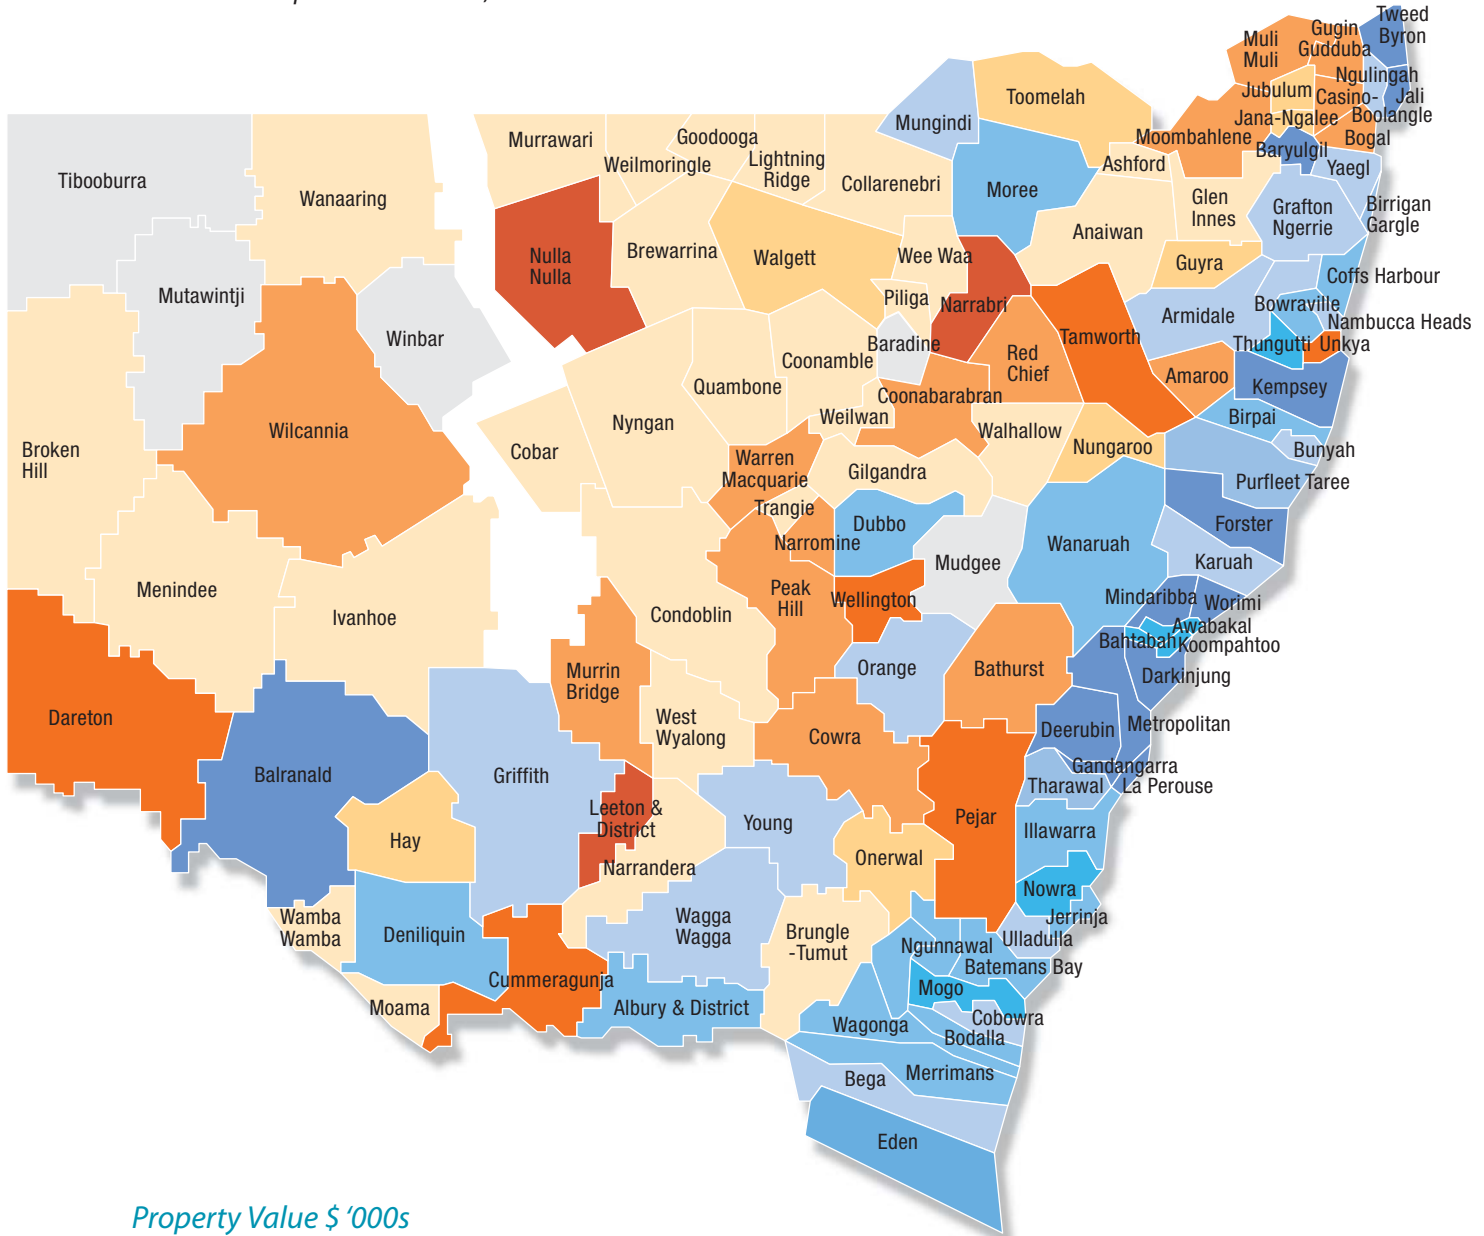 Tweed
Byron
Gugin
Gudduba
Muli
Muli
Ngulingah
Jubulum
Casino-
Boolangle
Jali
Jana-Ngalee
Bogal
Toomelah
Mungindi
Moombahlene
Baryulgil
Yaegl
Ashford
Murrawari
Goodooga
Weilmoringle
Lightning
Ridge
Collarenebri
Moree
Tibooburra
Wanaaring
Glen
Innes
Grafton
Ngerrie
Birrigan
Gargle
Anaiwan
Nulla
Nulla
Brewarrina
Walgett
Wee Waa
Guyra
Coffs Harbour
Mutawintji
Piliga
Narrabri
Bowraville
Armidale
Nambucca Heads
Winbar
Baradine
Tamworth
Thungutti
Unkya
Coonamble
Red
Chief
Amaroo
Kempsey
Quambone
Coonabarabran
Weilwan
Birpai
Nyngan
Walhallow
Nungaroo
Bunyah
Wilcannia
Broken
Hill
Cobar
Warren
Macquarie
Gilgandra
Purfleet Taree
Trangie
Dubbo
Forster
Narromine
Wanaruah
Mudgee
Karuah
Menindee
Peak
Hill
Wellington
Mindaribba
Worimi
Ivanhoe
Condoblin
Awabakal
Bahtabah
Koompahtoo
Murrin
Bridge
Orange
Bathurst
Darkinjung
Dareton
West
Wyalong
Cowra
Deerubin
Metropolitan
Balranald
Griffith
Gandangarra
Tharawal
La Perouse
Leeton &
District
Young
Pejar
Illawarra
Hay
Onerwal
Narrandera
Nowra
Wamba
Wamba
Deniliquin
Wagga
Wagga
Brungle
-Tumut
Jerrinja
Ulladulla
Ngunnawal
Batemans Bay
Cummeragunja
Mogo
Moama
Albury & District
Wagonga
Cobowra
Bodalla
Bega
Merrimans
Eden
Property Value $ ‘000s